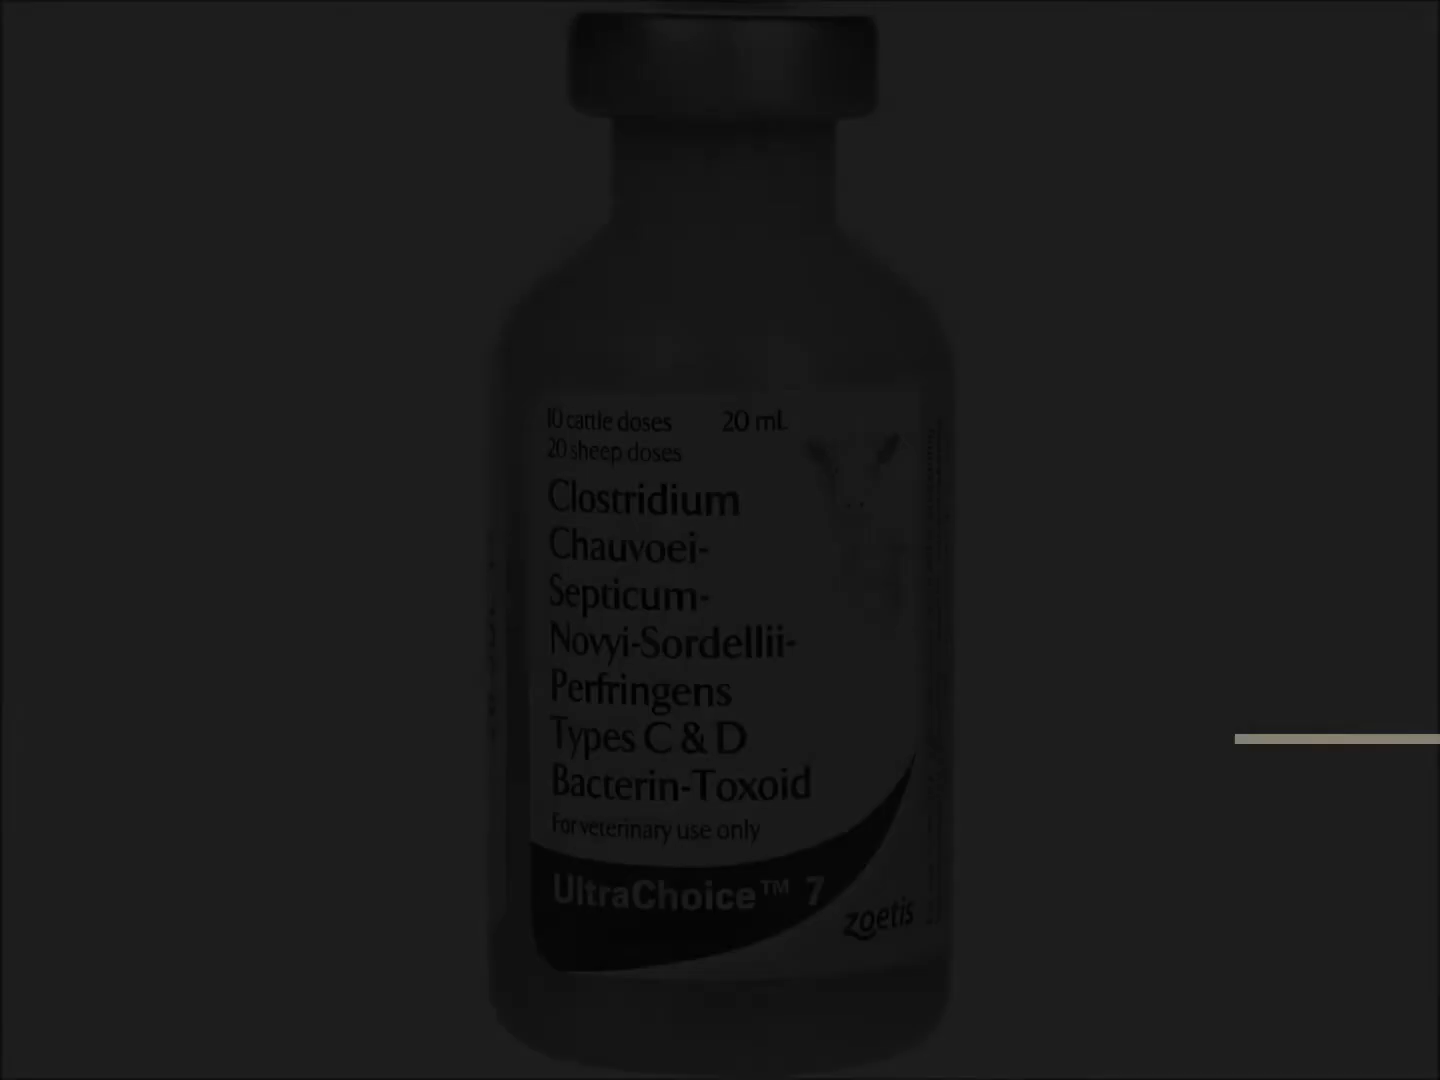 10 cattle doses 20 mL
20 sheep doses
Clostridium
Chauvoei-
Septicum-
Novyi-Sordellii-
Perfringens
Types C & D
Bacterin-Toxoid
For veterinary use only
UltraChoice™ 7
zoetis